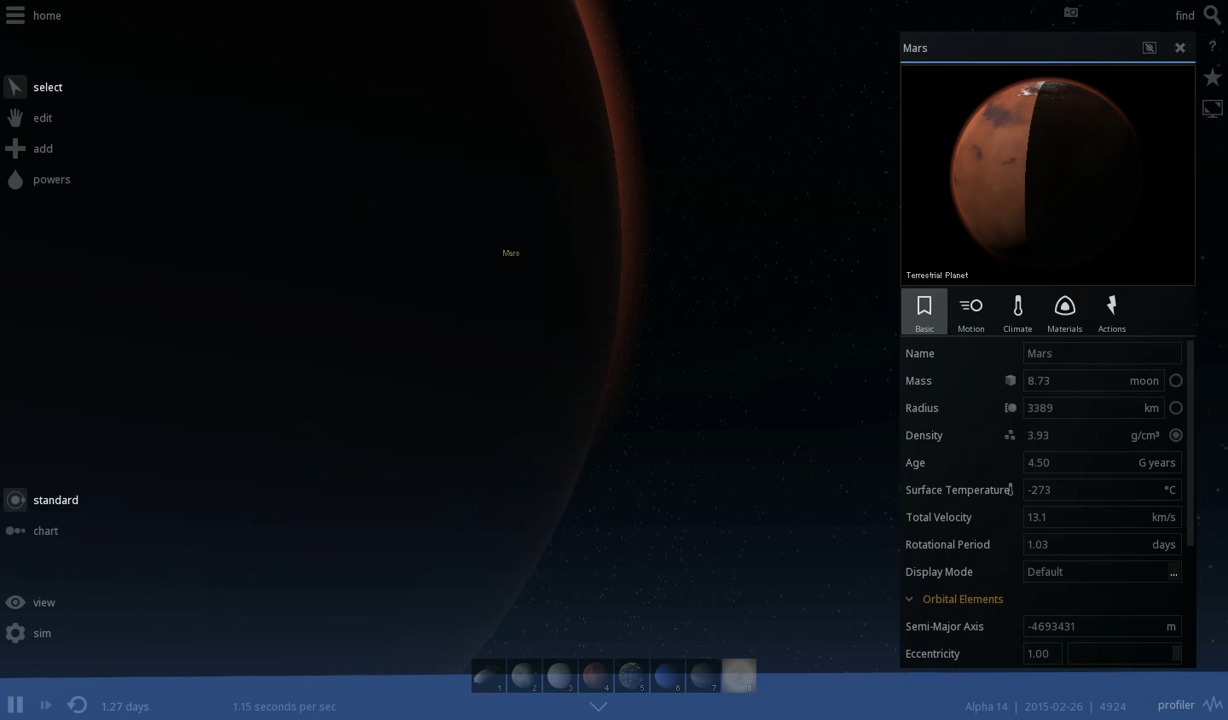 home
find
Mars
?
select
edit
add
powers
Mars
Terrestrial Planet
Basic Motion Climate Materials Actions
Name Mars
Mass 8.73 moon
Radius 3389 km
Density 3.93 g/cm³
Age 4.50 G years
Surface Temperature -273 °C
Total Velocity 13.1 km/s
Rotational Period 1.03 days
Display Mode Default ...
Orbital Elements
Semi-Major Axis -4693431 m
Eccentricity 1.00
standard
chart
view
sim
1 2 3 4 5 6 7 8
1.27 days 1.15 seconds per sec Alpha 14 | 2015-02-26 | 4924 profiler